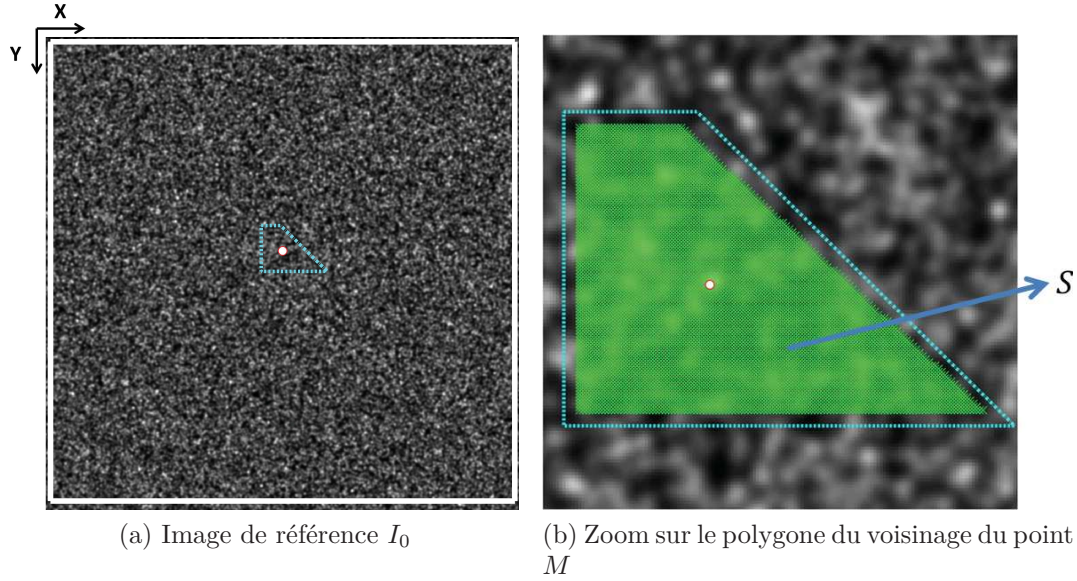 X
Y
S
(a) Image de référence I₀
(b) Zoom sur le polygone du voisinage du point
M